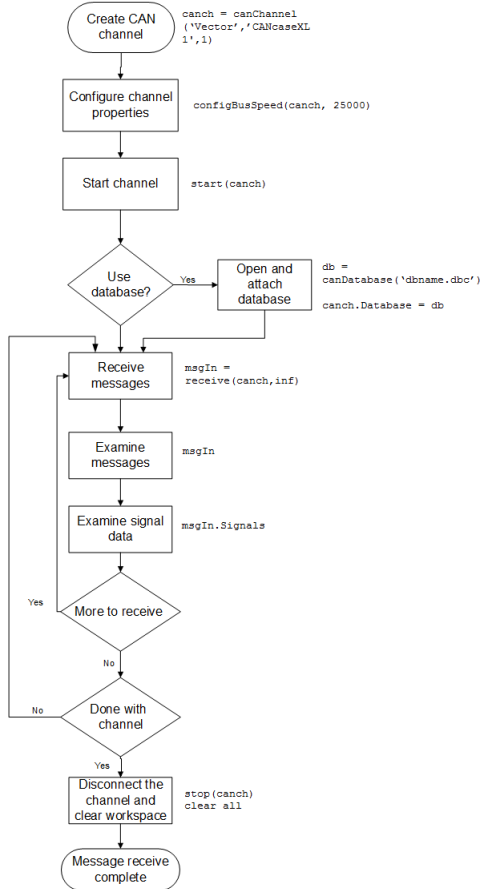 Create CAN
channel
canch = canChannel
(‘Vector’,’CANcaseXL
1',1)
Configure channel
properties
configBusSpeed(canch, 25000)
Start channel
start(canch)
Use
database?
Yes
Open and
attach
database
db =
canDatabase(‘dbname.dbc’)
canch.Database = db
Receive
messages
msgIn =
receive(canch,inf)
Examine
messages
msgIn
Examine signal
data
msgIn.Signals
Yes
More to receive
No
No
Done with
channel
Yes
Disconnect the
channel and
clear workspace
stop(canch)
clear all
Message receive
complete